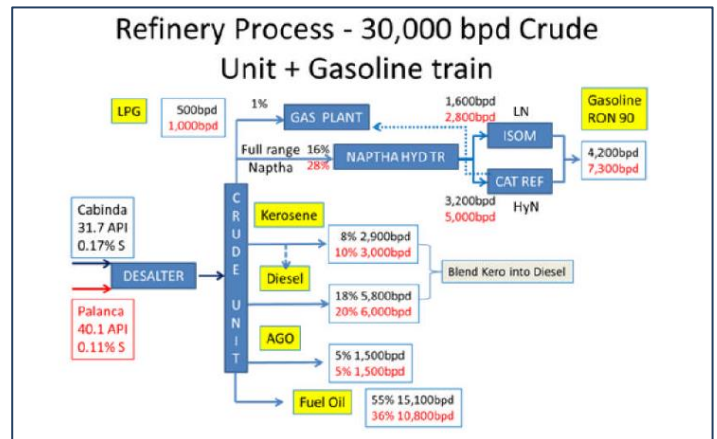 Refinery Process - 30,000 bpd Crude
Unit + Gasoline train
LPG
500bpd
1,000bpd
1%
GAS PLANT
1,600bpd
2,800bpd
LN
ISOM
Gasoline
RON 90
Full range
Naptha
16%
28%
NAPTHA HYD TR
4,200bpd
7,300bpd
CAT REF
3,200bpd
5,000bpd
HyN
Cabinda
31.7 API
0.17% S
DESALTER
Palanca
40.1 API
0.11% S
CRUDE UNIT
Kerosene
8% 2,900bpd
10% 3,000bpd
Diesel
Blend Kero into Diesel
18% 5,800bpd
20% 6,000bpd
AGO
5% 1,500bpd
5% 1,500bpd
Fuel Oil
55% 15,100bpd
36% 10,800bpd